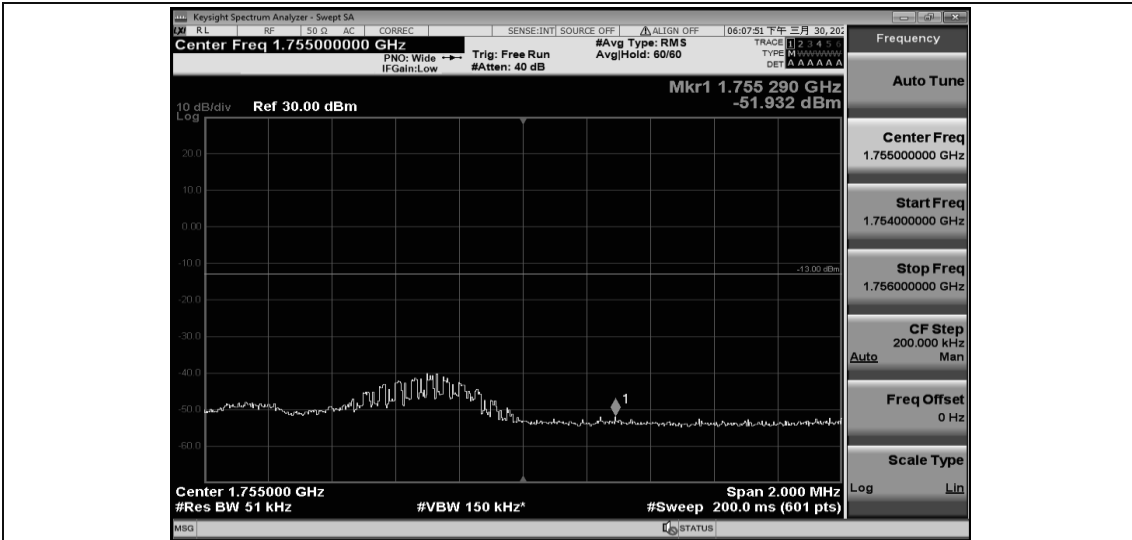 Keysight Spectrum Analyzer - Swept SA
LXI RL RF 50 Ω AC CORREC SENSE:INT SOURCE OFF ALIGN OFF 06:07:51 下午 三月 30, 202
Center Freq 1.755000000 GHz
PNO: Wide
IFGain:Low
Trig: Free Run
#Atten: 40 dB
#Avg Type: RMS
Avg|Hold: 60/60
TRACE 1 2 3 4 5 6
TYPE M WWWWW
DET A A A A A A
Mkr1 1.755 290 GHz
-51.932 dBm
10 dB/div
Log
Ref 30.00 dBm
20.0
10.0
0.00
-10.0
-13.00 dBm
-20.0
-30.0
-40.0
-50.0
1
-60.0
Center 1.755000 GHz
Span 2.000 MHz
#Res BW 51 kHz
#VBW 150 kHz*
#Sweep 200.0 ms (601 pts)
MSG
STATUS
Frequency
Auto Tune
Center Freq
1.755000000 GHz
Start Freq
1.754000000 GHz
Stop Freq
1.756000000 GHz
CF Step
200.000 kHz
Auto Man
Freq Offset
0 Hz
Scale Type
Log Lin